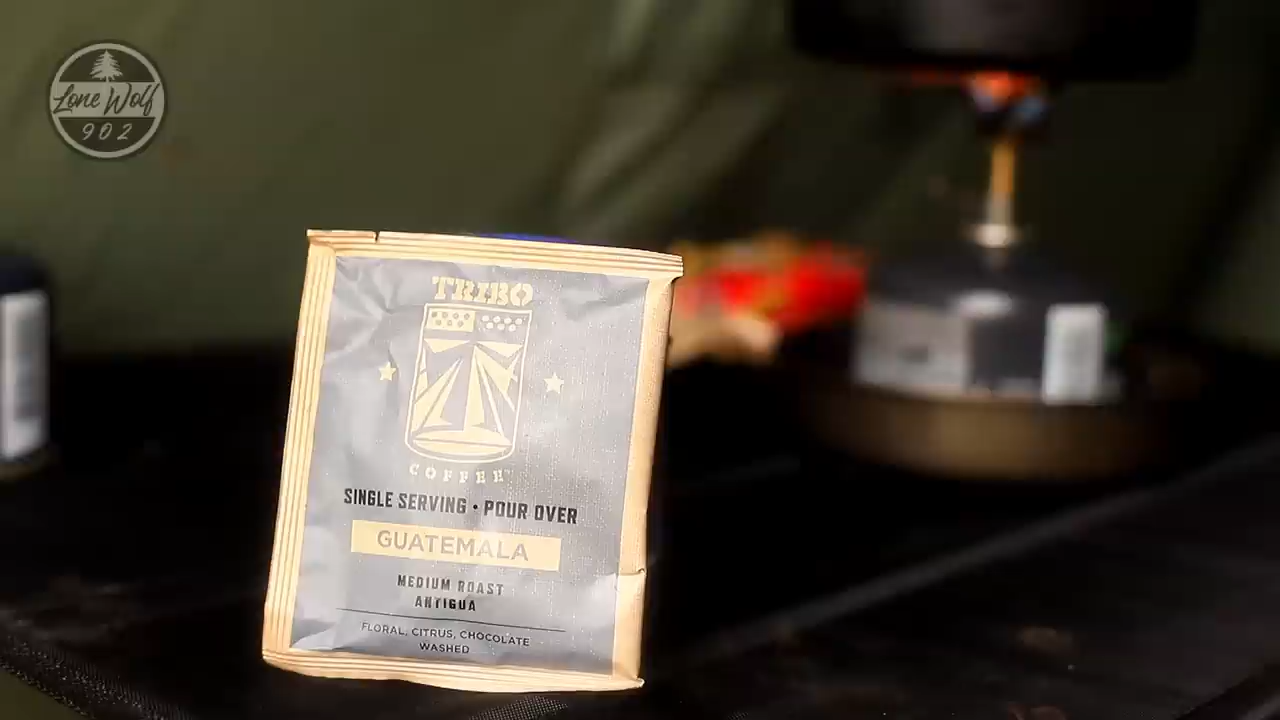 Lone Wolf
902
TRIBO
COFFEE
SINGLE SERVING • POUR OVER
GUATEMALA
MEDIUM ROAST
ANTIGUA
FLORAL, CITRUS, CHOCOLATE
WASHED